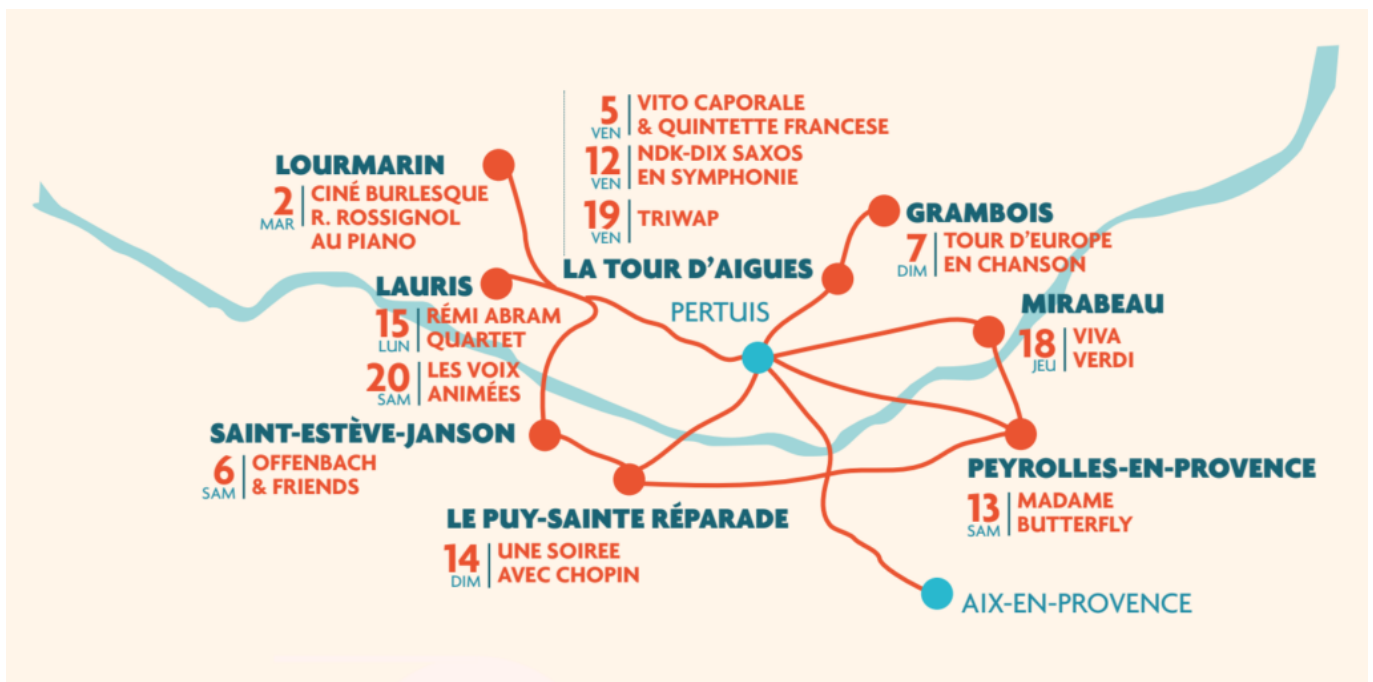 LOURMARIN
2 MAR
CINÉ BURLESQUE
R. ROSSIGNOL
AU PIANO
5 VEN
VITO CAPORALE
& QUINTETTE FRANCESE
12 VEN
NDK-DIX SAXOS
EN SYMPHONIE
19 VEN
TRIWAP
LA TOUR D'AIGUES
GRAMBOIS
7 DIM
TOUR D'EUROPE
EN CHANSON
LAURIS
15 LUN
RÉMI ABRAM
QUARTET
20 SAM
LES VOIX
ANIMÉES
PERTUIS
MIRABEAU
18 JEU
VIVA
VERDI
SAINT-ESTÈVE-JANSON
6 SAM
OFFENBACH
& FRIENDS
LE PUY-SAINTE RÉPARADE
14 DIM
UNE SOIREE
AVEC CHOPIN
PEYROLLES-EN-PROVENCE
13 SAM
MADAME
BUTTERFLY
AIX-EN-PROVENCE